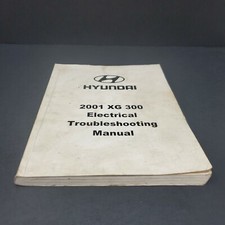 HYUNDAI
2001 XG 300
Electrical
Troubleshooting
Manual